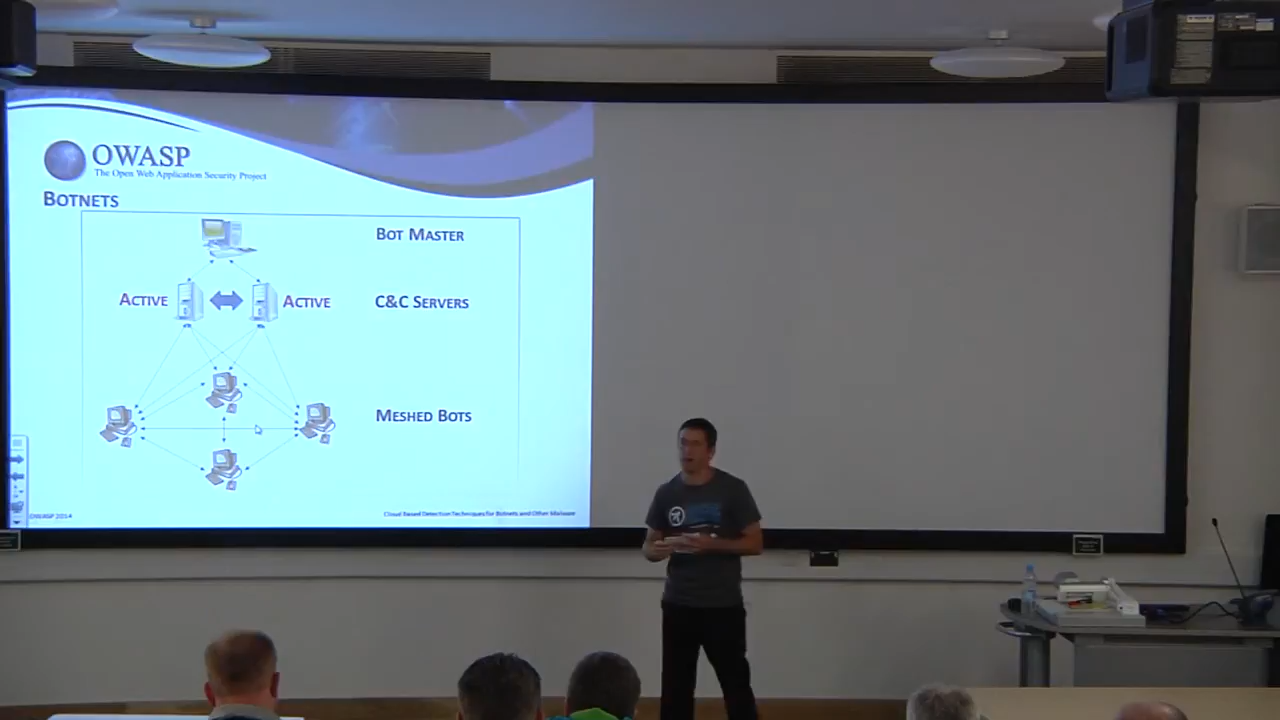 OWASP
The Open Web Application Security Project
BOTNETS
BOT MASTER
ACTIVE ACTIVE C&C SERVERS
MESHED BOTS
OWASP 2014 Cloud Based Detection Techniques for Botnets and Other Malware